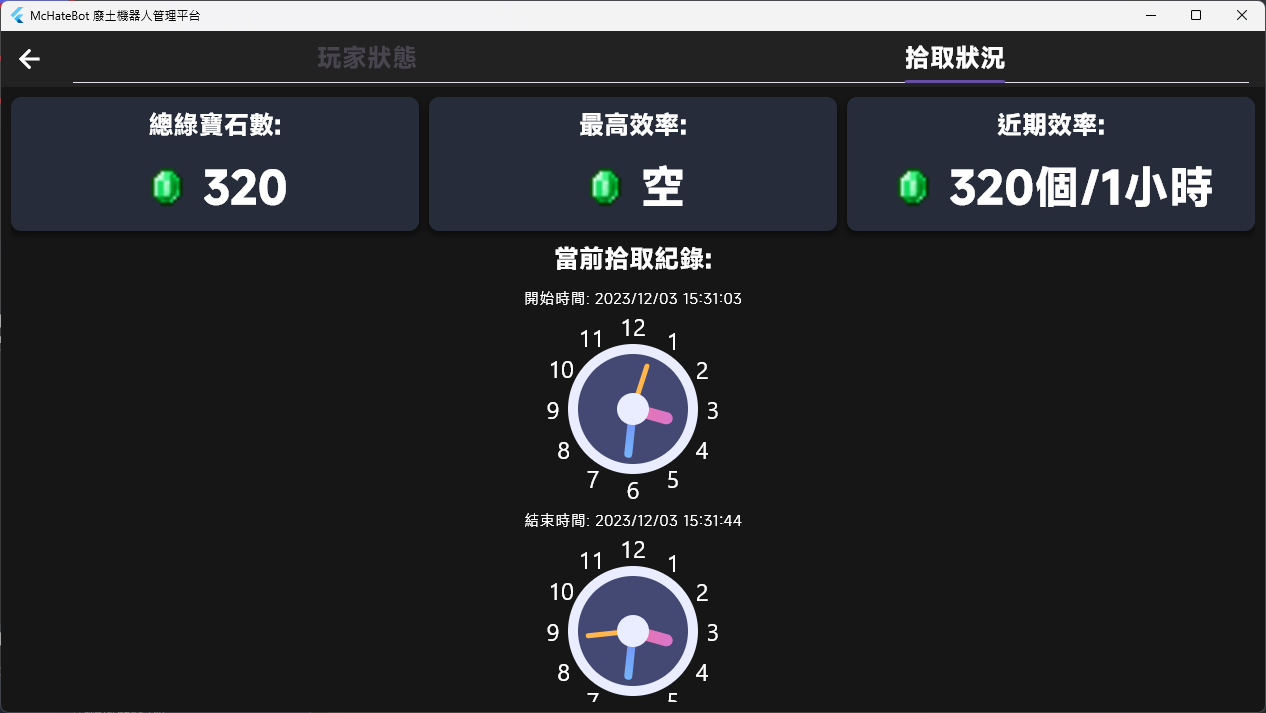 McHateBot 廢土機器人管理平台
玩家狀態
拾取狀況
總綠寶石數:
320
最高效率:
空
近期效率:
320個/1小時
當前拾取紀錄:
開始時間: 2023/12/03 15:31:03
12
11
1
10
2
9
3
8
4
7
5
6
結束時間: 2023/12/03 15:31:44
12
11
1
10
2
9
3
8
4
7
5